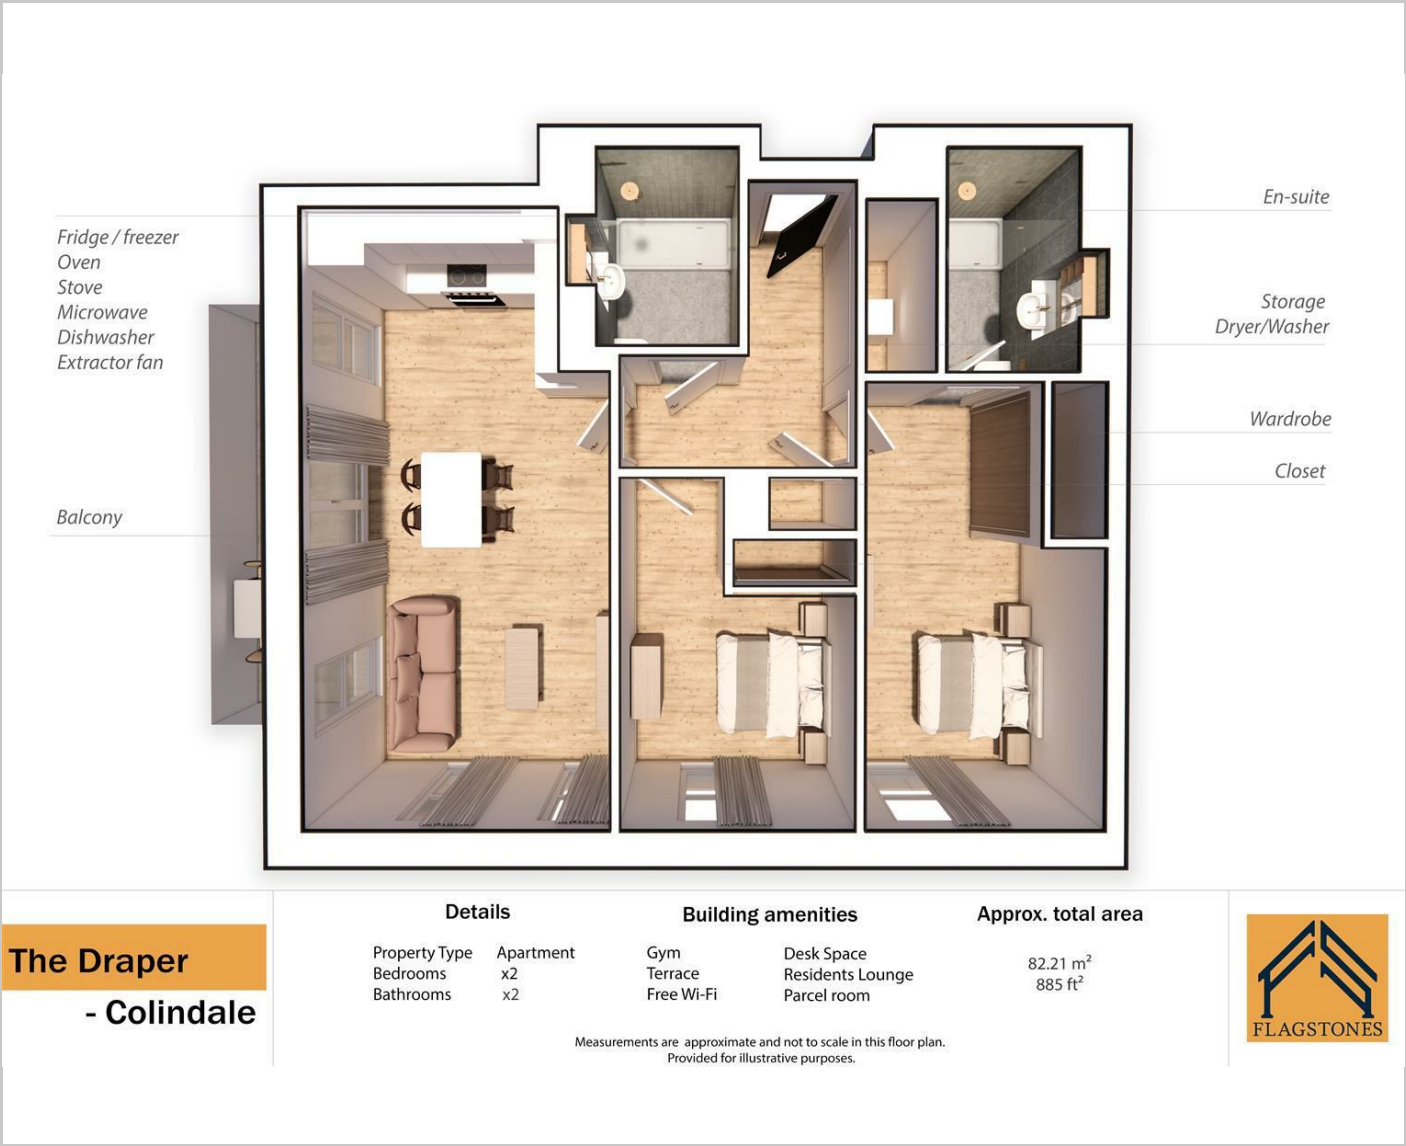 En-suite
Fridge / freezer
Oven
Stove
Microwave
Dishwasher
Extractor fan
Storage
Dryer/Washer
Wardrobe
Closet
Balcony
The Draper
- Colindale
Details
Property Type Apartment
Bedrooms x2
Bathrooms x2
Building amenities
Gym Desk Space
Terrace Residents Lounge
Free Wi-Fi Parcel room
Approx. total area
82.21 m²
885 ft²
Measurements are approximate and not to scale in this floor plan.
Provided for illustrative purposes.
FLAGSTONES